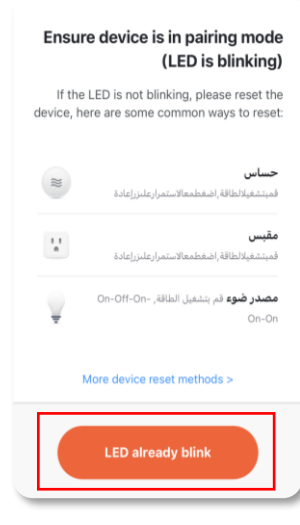 Ensure device is in pairing mode
(LED is blinking)
If the LED is not blinking, please reset the
device, here are some common ways to reset:
حساس
قمبتشغيلالطاقة,اضغطمعالاستمرارعلىزرإعادة
مقبس
قمبتشغيلالطاقة,اضغطمعالاستمرارعلىزرإعادة
مصدر ضوء قم بتشغيل الطاقة, -On-Off-On
On-On
More device reset methods >
LED already blink